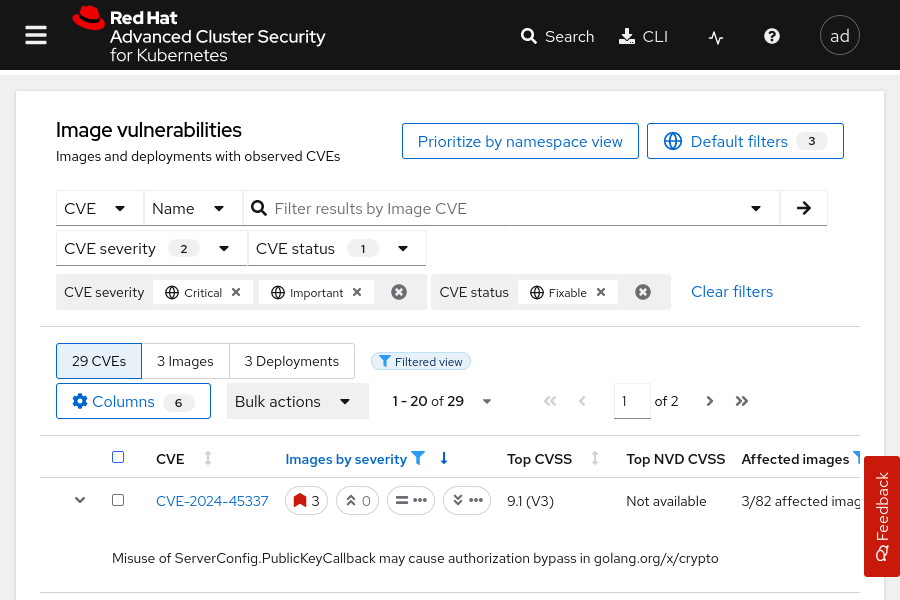 Red Hat
Advanced Cluster Security
for Kubernetes
Search
CLI
ad
Image vulnerabilities
Images and deployments with observed CVEs
Prioritize by namespace view
Default filters 3
CVE
Name
Filter results by Image CVE
CVE severity 2
CVE status 1
CVE severity Critical Important
CVE status Fixable
Clear filters
29 CVEs
3 Images
3 Deployments
Filtered view
Columns 6
Bulk actions
1 - 20 of 29
1 of 2
CVE
Images by severity
Top CVSS
Top NVD CVSS
Affected images
CVE-2024-45337
3
0
9.1 (V3)
Not available
3/82 affected imag
Misuse of ServerConfig.PublicKeyCallback may cause authorization bypass in golang.org/x/crypto
Feedback